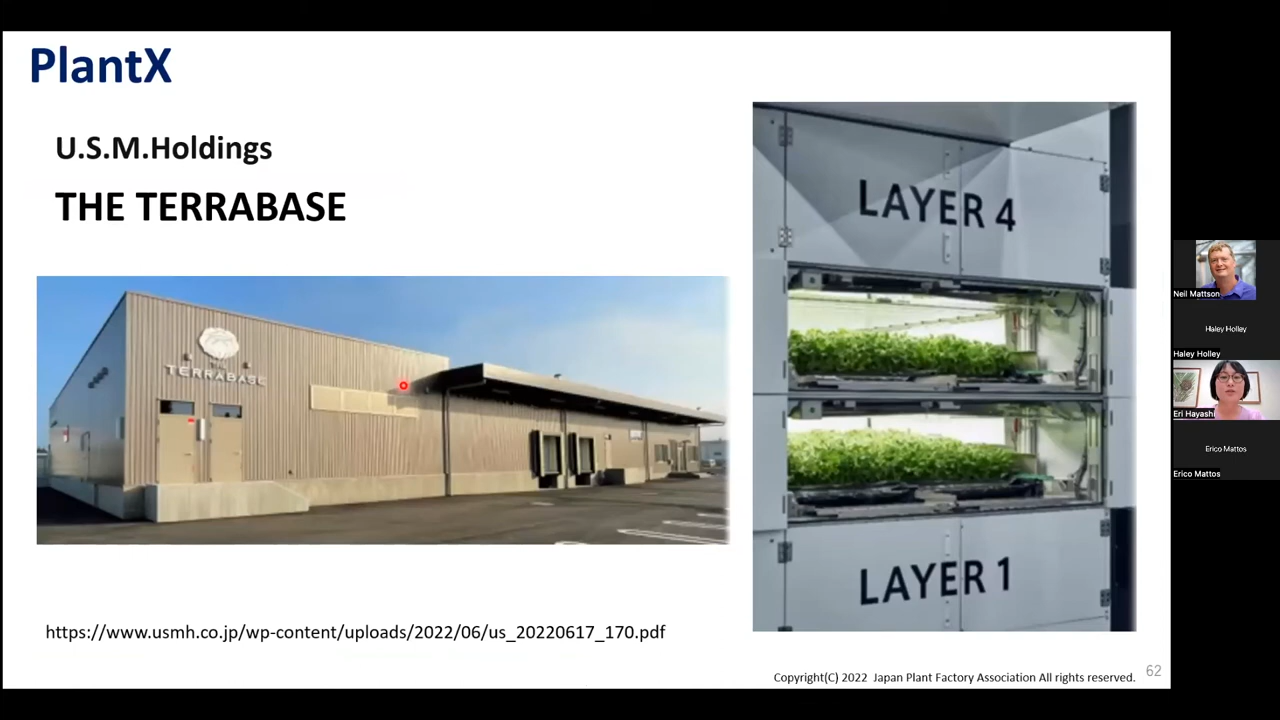 PlantX
U.S.M.Holdings
THE TERRABASE
TERRABASE
LAYER 4
LAYER 1
https://www.usmh.co.jp/wp-content/uploads/2022/06/us_20220617_170.pdf
Copyright(C) 2022 Japan Plant Factory Association All rights reserved.
62
Neil Mattson
Haley Holley
Haley Holley
Eri Hayashi
Erico Mattos
Erico Mattos